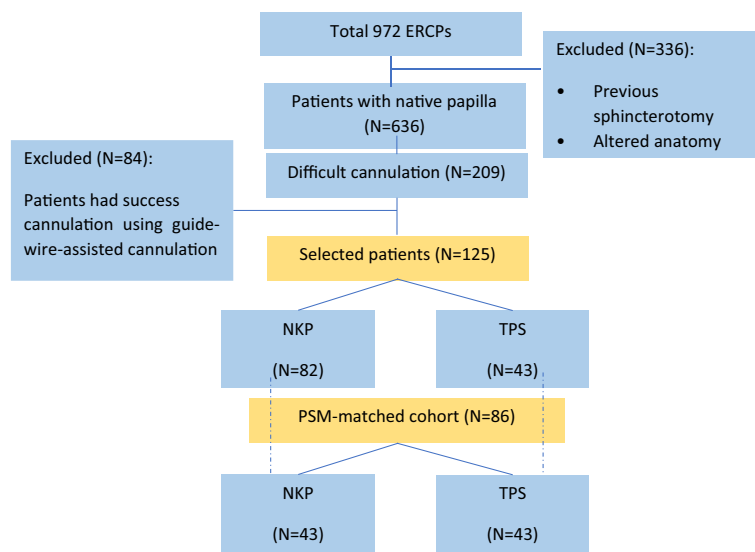 Total 972 ERCPs
Excluded (N=336):
• Previous
sphincterotomy
• Altered anatomy
Patients with native papilla
(N=636)
Excluded (N=84):
Patients had success
cannulation using guide-
wire-assisted cannulation
Difficult cannulation (N=209)
Selected patients (N=125)
NKP
(N=82)
TPS
(N=43)
PSM-matched cohort (N=86)
NKP
(N=43)
TPS
(N=43)